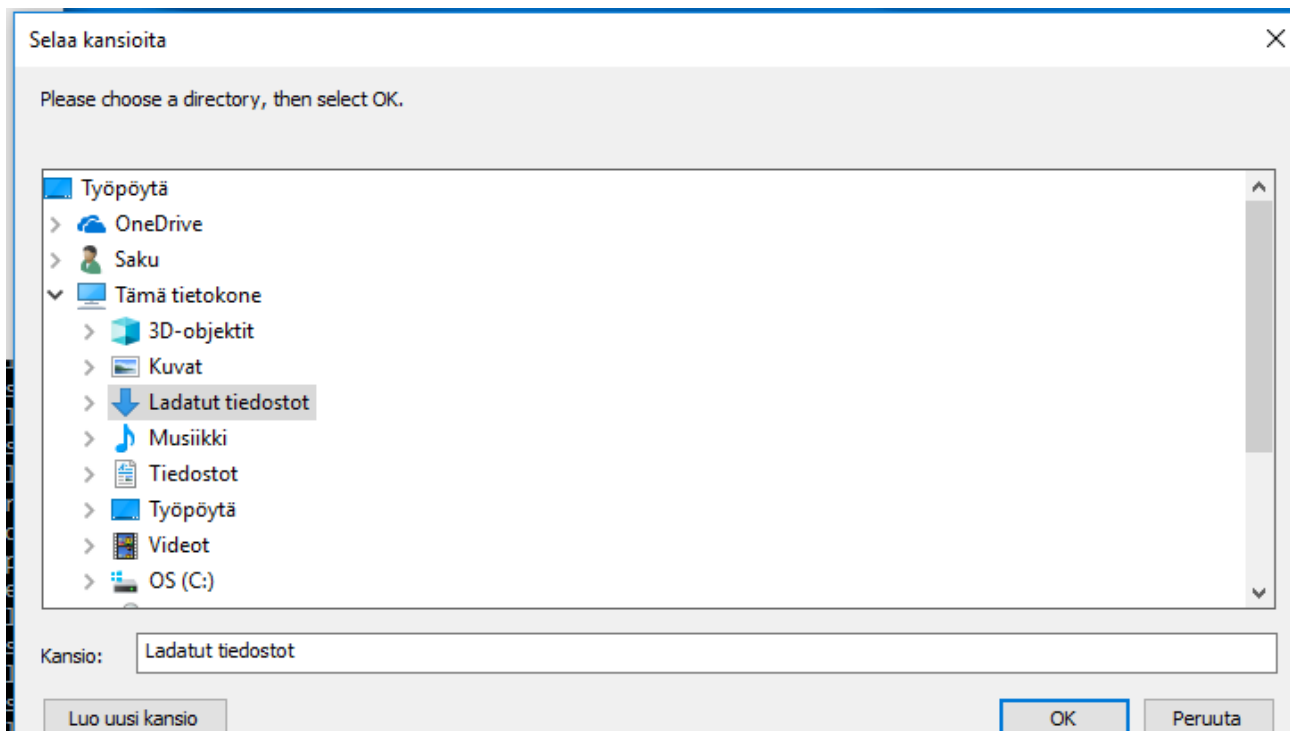 Selaa kansioita
Please choose a directory, then select OK.
Työpöytä
OneDrive
Saku
Tämä tietokone
3D-objektit
Kuvat
Ladatut tiedostot
Musiikki
Tiedostot
Työpöytä
Videot
OS (C:)
Kansio: Ladatut tiedostot
Luo uusi kansio OK Peruuta